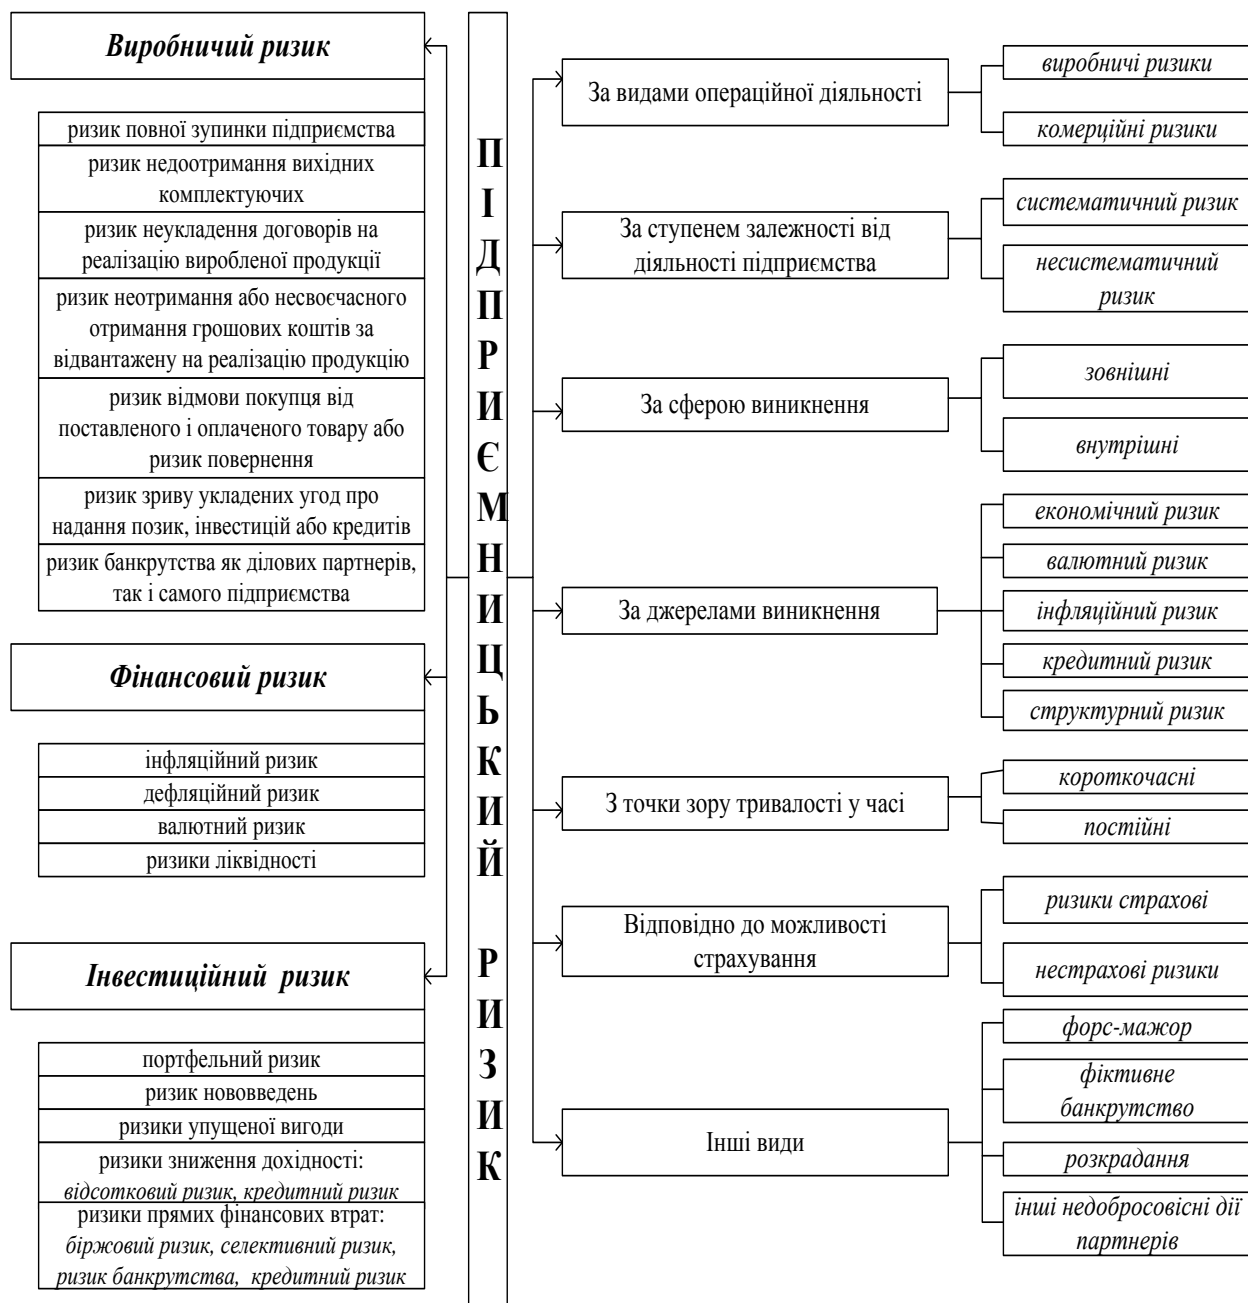 Виробничий ризик
ризик повної зупинки підприємства
ризик недоотримання вихідних
комплектуючих
ризик неукладення договорів на
реалізацію виробленої продукції
ризик неотримання або несвоєчасного
отримання грошових коштів за
відвантажену на реалізацію продукцію
ризик відмови покупця від
поставленого і оплаченого товару або
ризик повернення
ризик зриву укладених угод про
надання позик, інвестицій або кредитів
ризик банкрутства як ділових партнерів,
так і самого підприємства
Фінансовий ризик
інфляційний ризик
дефляційний ризик
валютний ризик
ризики ліквідності
Інвестиційний ризик
портфельний ризик
ризик нововведень
ризики упущеної вигоди
ризики зниження дохідності:
відсотковий ризик, кредитний ризик
ризики прямих фінансових втрат:
біржовий ризик, селективний ризик,
ризик банкрутства, кредитний ризик
ПІДПРИЄМНИЦЬКИЙ РИЗИК
За видами операційної діяльності
виробничі ризики
комерційні ризики
За ступенем залежності від
діяльності підприємства
систематичний ризик
несистематичний
ризик
За сферою виникнення
зовнішні
внутрішні
За джерелами виникнення
економічний ризик
валютний ризик
інфляційний ризик
кредитний ризик
структурний ризик
З точки зору тривалості у часі
короткочасні
постійні
Відповідно до можливості
страхування
ризики страхові
нестрахові ризики
Інші види
форс-мажор
фіктивне
банкрутство
розкрадання
інші недобросовісні дії
партнерів